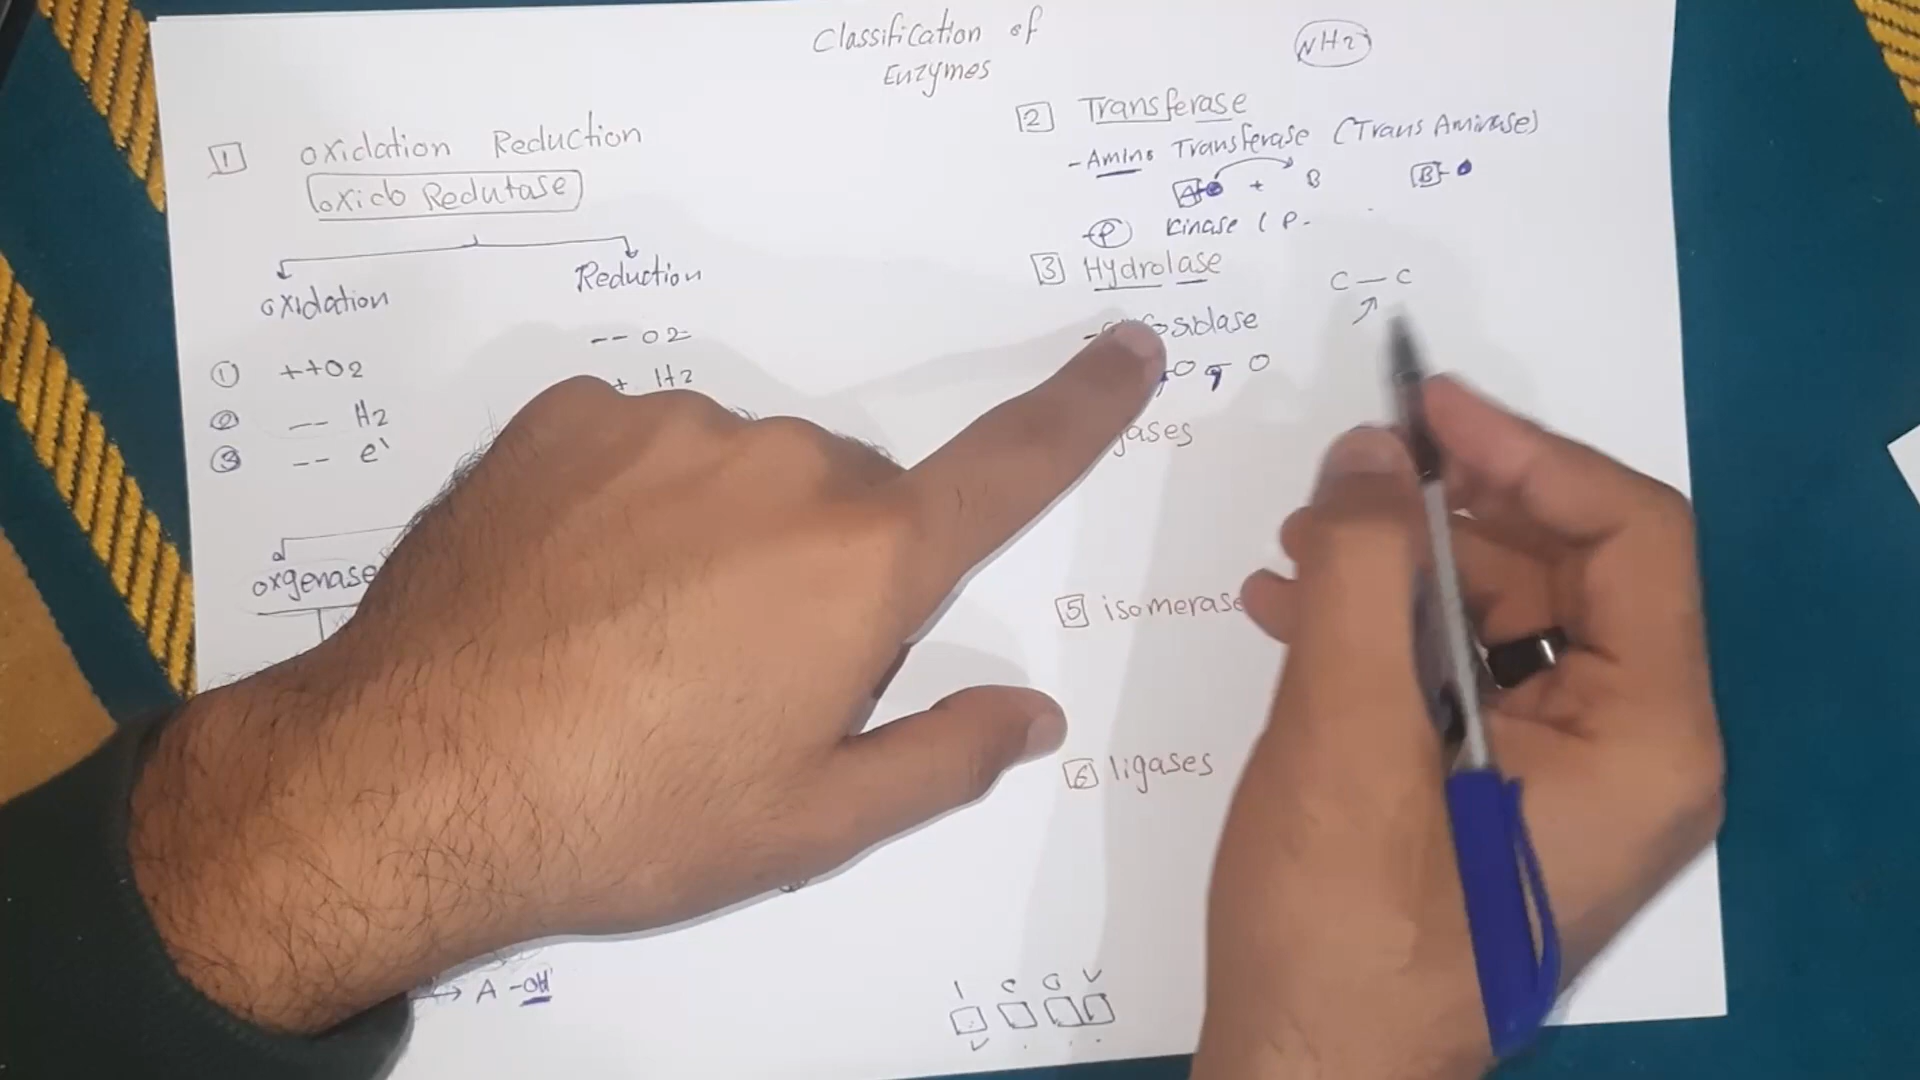 Classification of
Enzymes
NH2
1 oxidation Reduction
oxido Redutase
oxidation
Reduction
① ++O2
② -- H2
③ -- e`
-- O2
+ H2
oxgenase
A-OH
2 Transferase
- Amino Transferase (Trans Aminase)
A + B B
-P Kinase ( P-
3 Hydrolase
C — C
5 isomerase
6 ligases